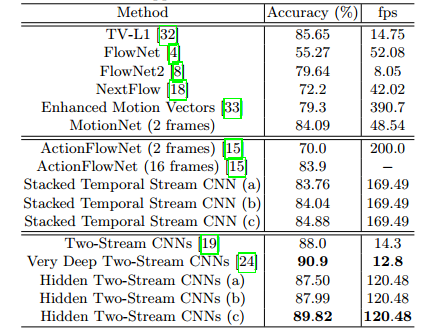 Method Accuracy (%) fps
TV-L1 [32] 85.65 14.75
FlowNet [4] 55.27 52.08
FlowNet2 [8] 79.64 8.05
NextFlow [18] 72.2 42.02
Enhanced Motion Vectors [33] 79.3 390.7
MotionNet (2 frames) 84.09 48.54
ActionFlowNet (2 frames) [15] 70.0 200.0
ActionFlowNet (16 frames) [15] 83.9 −
Stacked Temporal Stream CNN (a) 83.76 169.49
Stacked Temporal Stream CNN (b) 84.04 169.49
Stacked Temporal Stream CNN (c) 84.88 169.49
Two-Stream CNNs [19] 88.0 14.3
Very Deep Two-Stream CNNs [24] 90.9 12.8
Hidden Two-Stream CNNs (a) 87.50 120.48
Hidden Two-Stream CNNs (b) 87.99 120.48
Hidden Two-Stream CNNs (c) 89.82 120.48